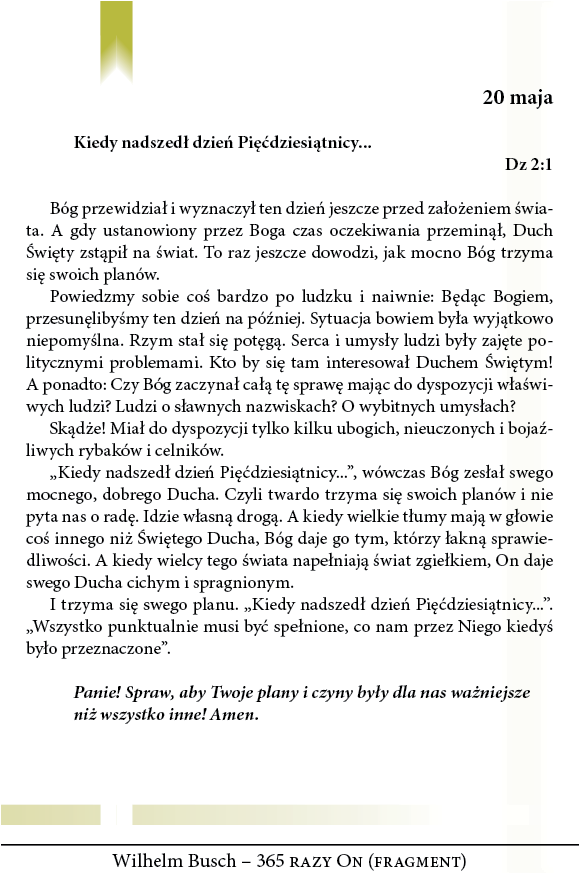 20 maja
Kiedy nadszedł dzień Pięćdziesiątnicy...
Dz 2:1
Bóg przewidział i wyznaczył ten dzień jeszcze przed założeniem świa-
ta. A gdy ustanowiony przez Boga czas oczekiwania przeminął, Duch
Święty zstąpił na świat. To raz jeszcze dowodzi, jak mocno Bóg trzyma
się swoich planów.
Powiedzmy sobie coś bardzo po ludzku i naiwnie: Będąc Bogiem,
przesunęlibyśmy ten dzień na później. Sytuacja bowiem była wyjątkowo
niepomyślna. Rzym stał się potęgą. Serca i umysły ludzi były zajęte po-
litycznymi problemami. Kto by się tam interesował Duchem Świętym!
A ponadto: Czy Bóg zaczynał całą tę sprawę mając do dyspozycji właści-
wych ludzi? Ludzi o sławnych nazwiskach? O wybitnych umysłach?
Skądże! Miał do dyspozycji tylko kilku ubogich, nieuczonych i bojaź-
liwych rybaków i celników.
„Kiedy nadszedł dzień Pięćdziesiątnicy...”, wówczas Bóg zesłał swego
mocnego, dobrego Ducha. Czyli twardo trzyma się swoich planów i nie
pyta nas o radę. Idzie własną drogą. A kiedy wielkie tłumy mają w głowie
coś innego niż Świętego Ducha, Bóg daje go tym, którzy łakną sprawie-
dliwości. A kiedy wielcy tego świata napełniają świat zgiełkiem, On daje
swego Ducha cichym i spragnionym.
I trzyma się swego planu. „Kiedy nadszedł dzień Pięćdziesiątnicy...”.
„Wszystko punktualnie musi być spełnione, co nam przez Niego kiedyś
było przeznaczone”.
Panie! Spraw, aby Twoje plany i czyny były dla nas ważniejsze
niż wszystko inne! Amen.
Wilhelm Busch – 365 razy On (fragment)